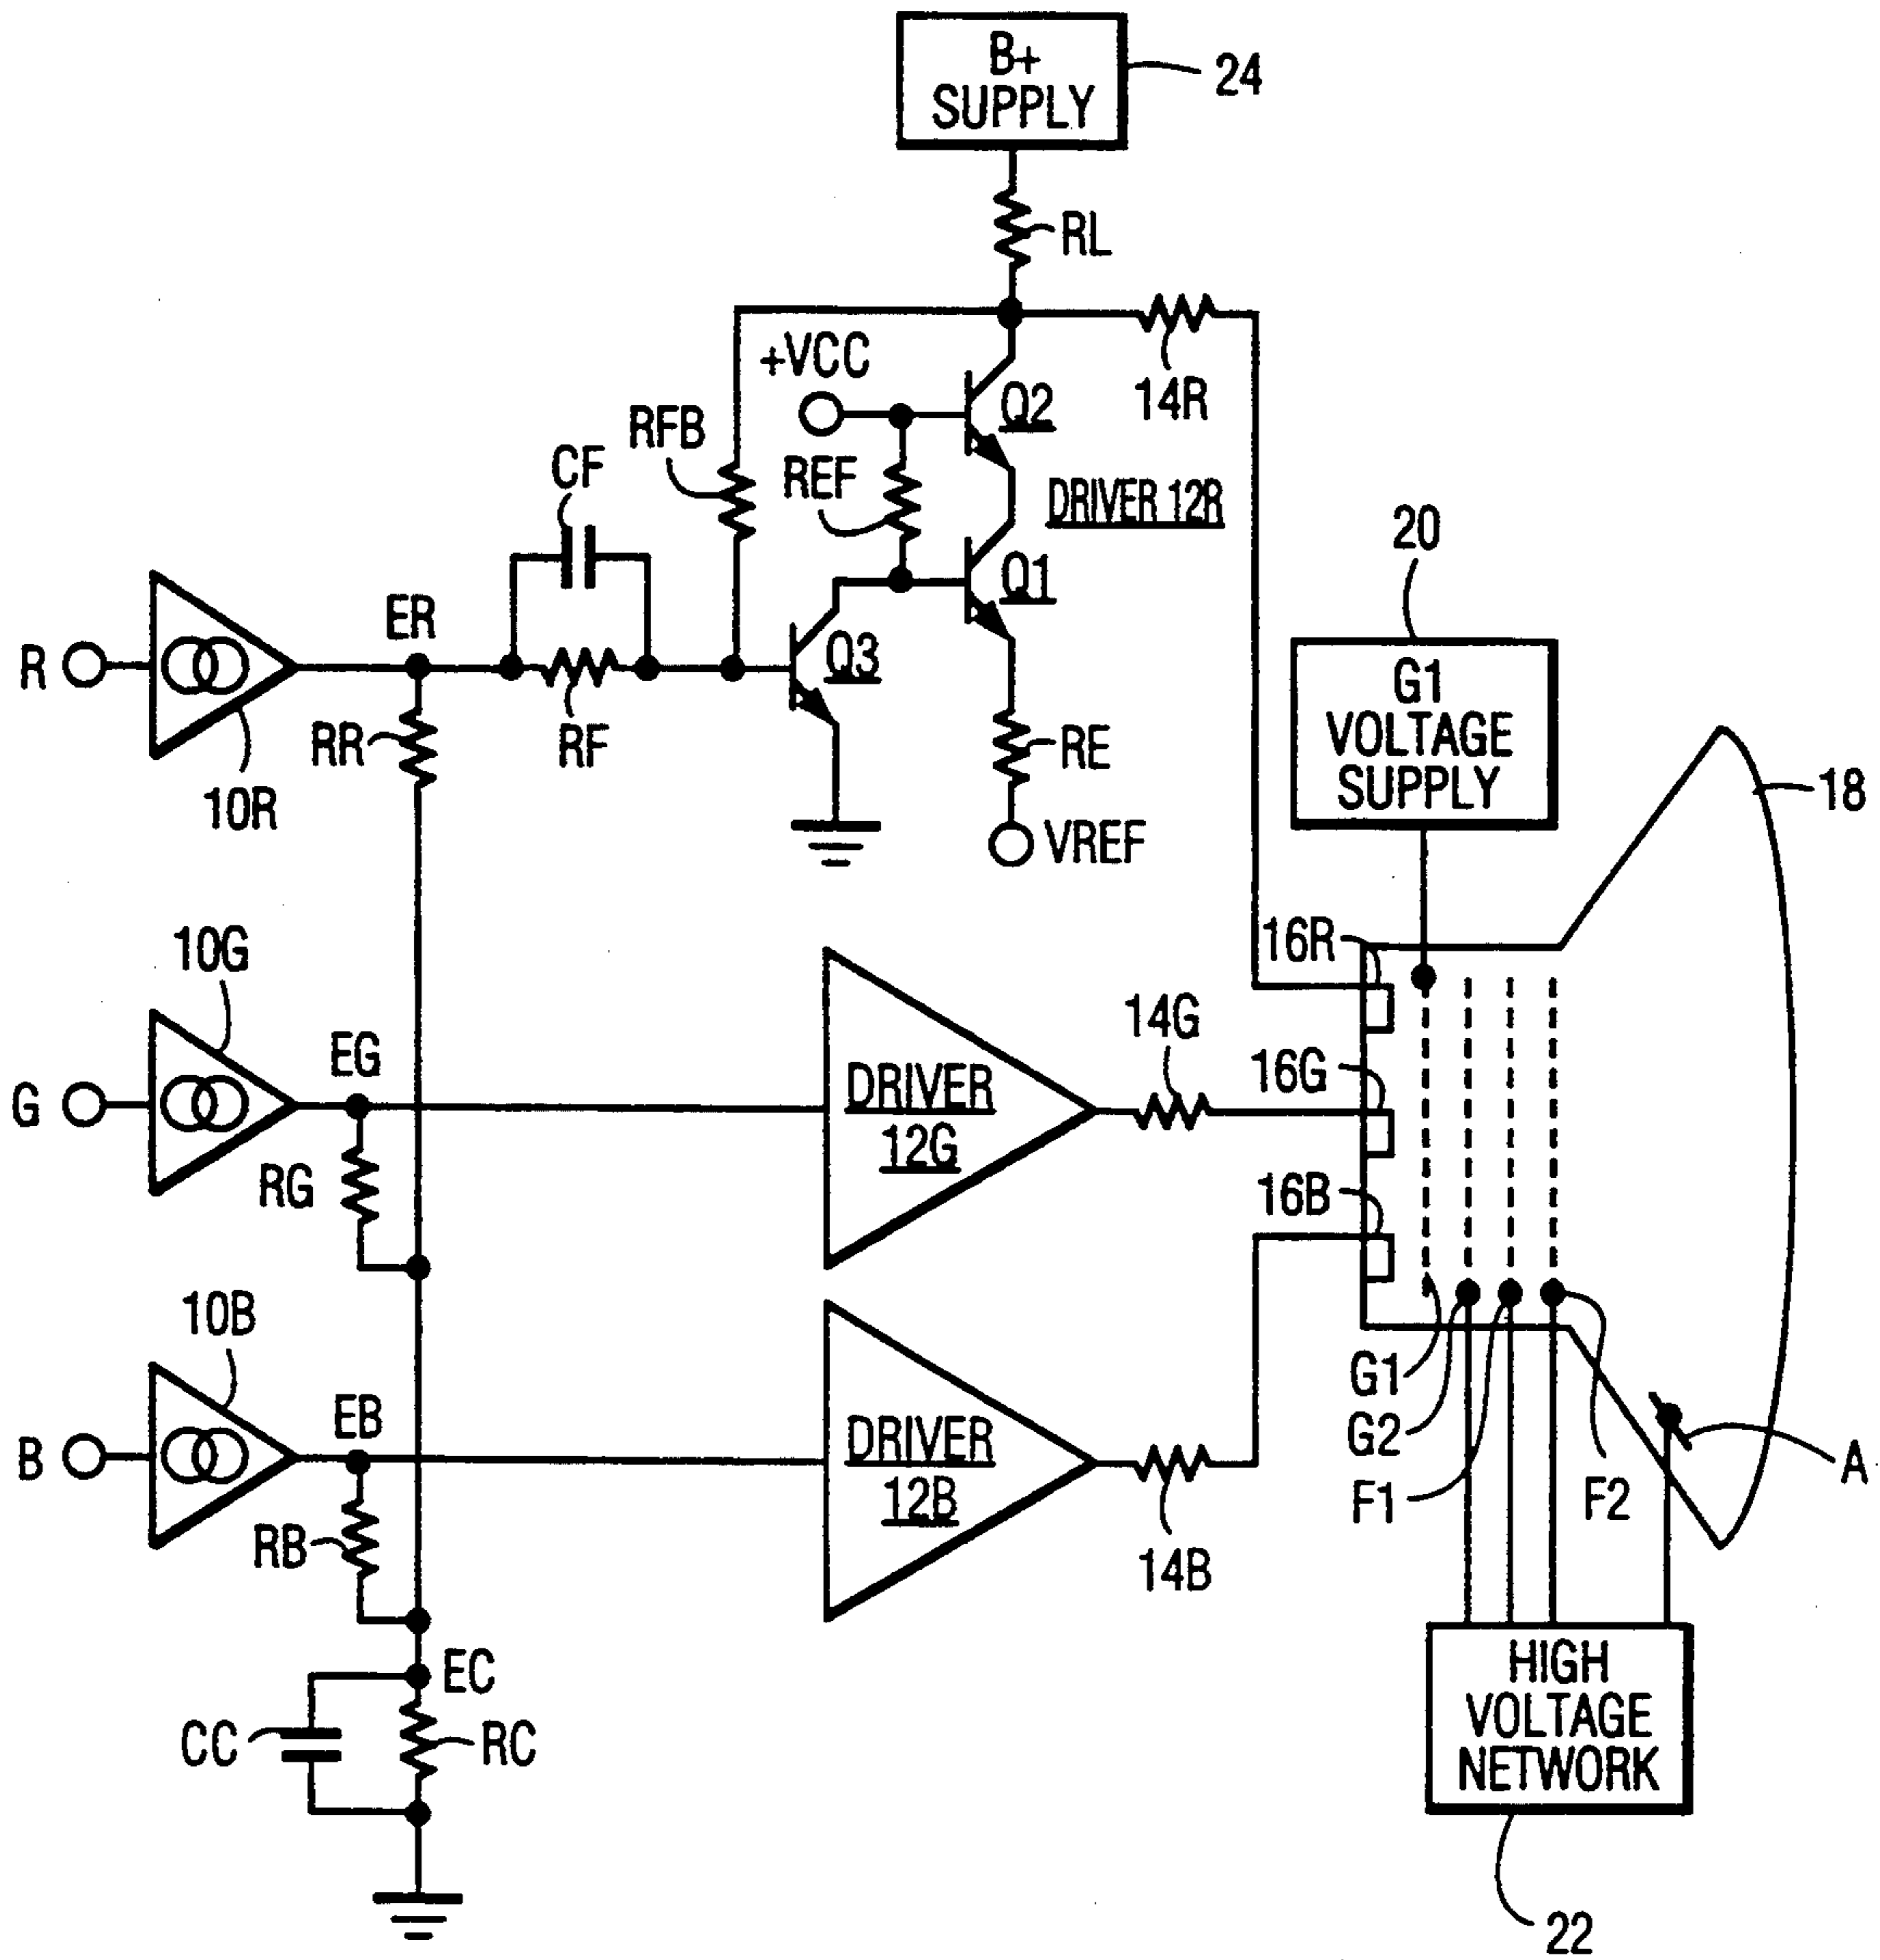 B+
SUPPLY
24
RL
+VCC
14R
Q2
RFB
REF
CF
DRIVER 12R
20
Q1
ER
R
Q3
G1
VOLTAGE
SUPPLY
RR
RF
RE
18
10R
VREF
16R
10G
14G
EG
16G
G
DRIVER
12G
RG
16B
10B
G1
EB
DRIVER
12B
G2
B
A
F1
F2
RB
14B
EC
HIGH
VOLTAGE
NETWORK
CC
RC
22